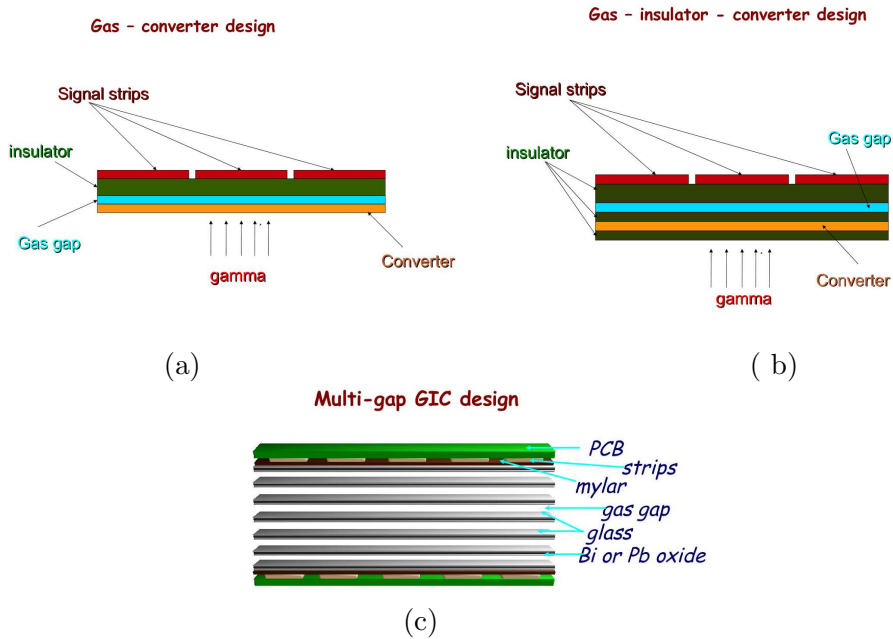 Gas – converter design
Signal strips
insulator
Gas gap
gamma
Converter
(a)
Gas – insulator - converter design
Signal strips
Gas gap
insulator
Converter
gamma
( b)
Multi-gap GIC design
PCB
strips
mylar
gas gap
glass
Bi or Pb oxide
(c)